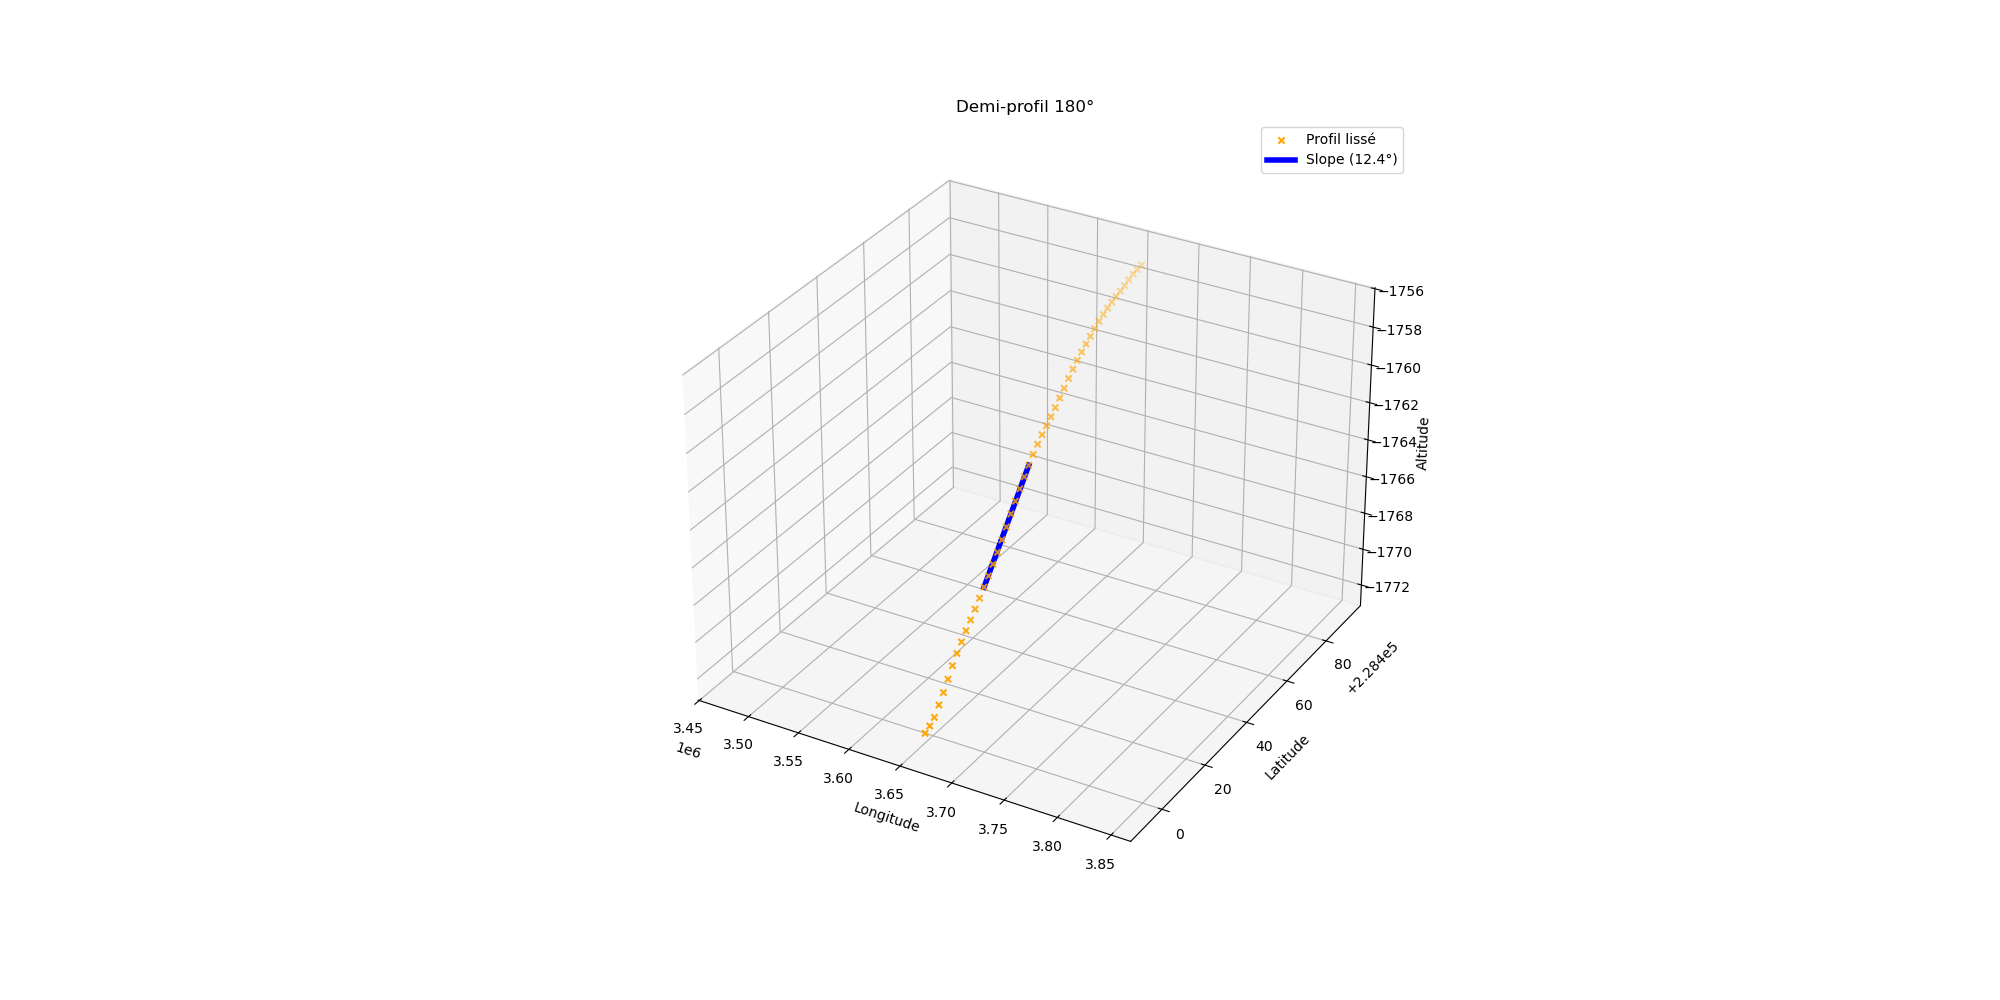 Demi-profil 180°
Profil lissé
Slope (12.4°)
−1756
−1758
−1760
−1762
−1764
−1766
−1768
−1770
−1772
Altitude
80
60
40
20
0
+2.284e5
Latitude
3.45
3.50
3.55
3.60
3.65
3.70
3.75
3.80
3.85
1e6
Longitude